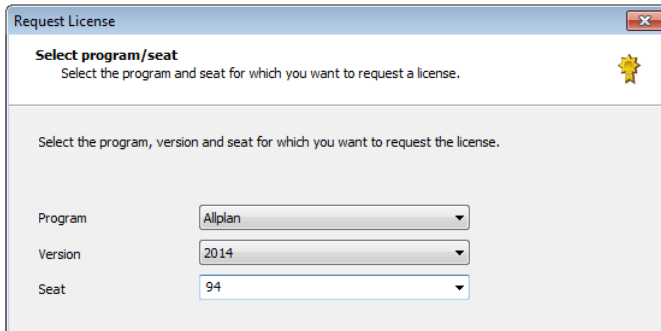 Request License
Select program/seat
Select the program and seat for which you want to request a license.
Select the program, version and seat for which you want to request the license.
Program Allplan
Version 2014
Seat 94